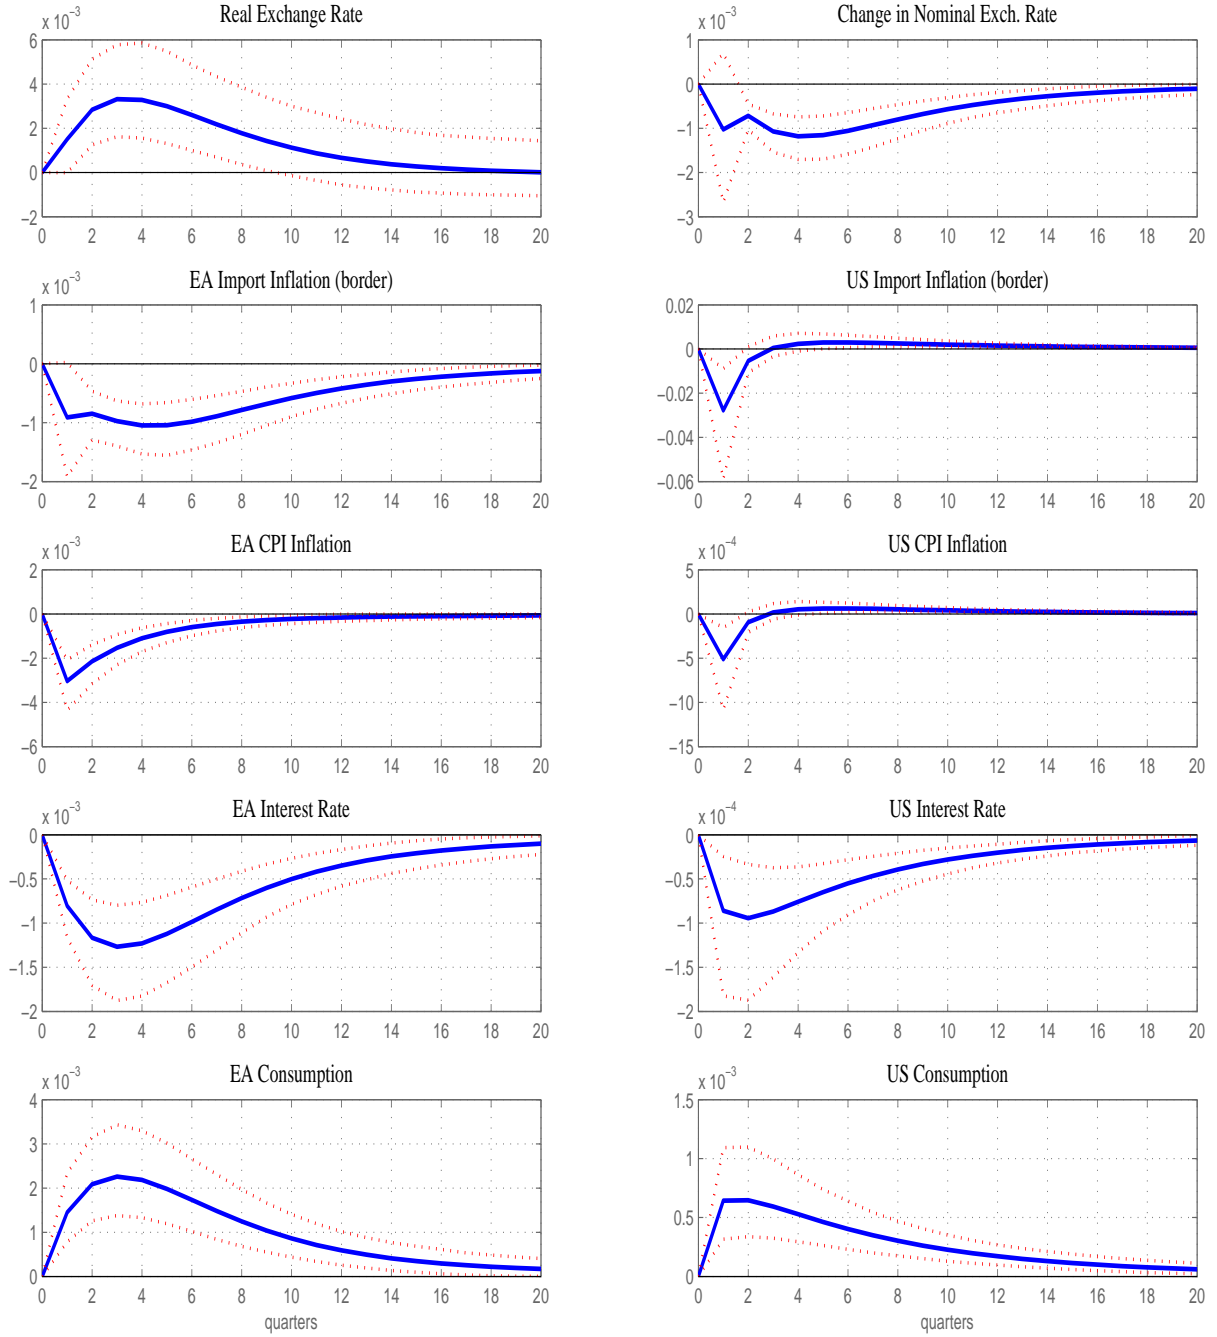 Real Exchange Rate
x 10⁻³
6
4
2
0
−2
0 2 4 6 8 10 12 14 16 18 20
Change in Nominal Exch. Rate
x 10⁻³
1
0
−1
−2
−3
0 2 4 6 8 10 12 14 16 18 20
EA Import Inflation (border)
x 10⁻³
1
0
−1
−2
0 2 4 6 8 10 12 14 16 18 20
US Import Inflation (border)
0.02
0
−0.02
−0.04
−0.06
0 2 4 6 8 10 12 14 16 18 20
EA CPI Inflation
x 10⁻³
2
0
−2
−4
−6
0 2 4 6 8 10 12 14 16 18 20
US CPI Inflation
x 10⁻⁴
5
0
−5
−10
−15
0 2 4 6 8 10 12 14 16 18 20
EA Interest Rate
x 10⁻³
0
−0.5
−1
−1.5
−2
0 2 4 6 8 10 12 14 16 18 20
US Interest Rate
x 10⁻⁴
0
−0.5
−1
−1.5
−2
0 2 4 6 8 10 12 14 16 18 20
EA Consumption
x 10⁻³
4
3
2
1
0
0 2 4 6 8 10 12 14 16 18 20
quarters
US Consumption
x 10⁻³
1.5
1
0.5
0
0 2 4 6 8 10 12 14 16 18 20
quarters